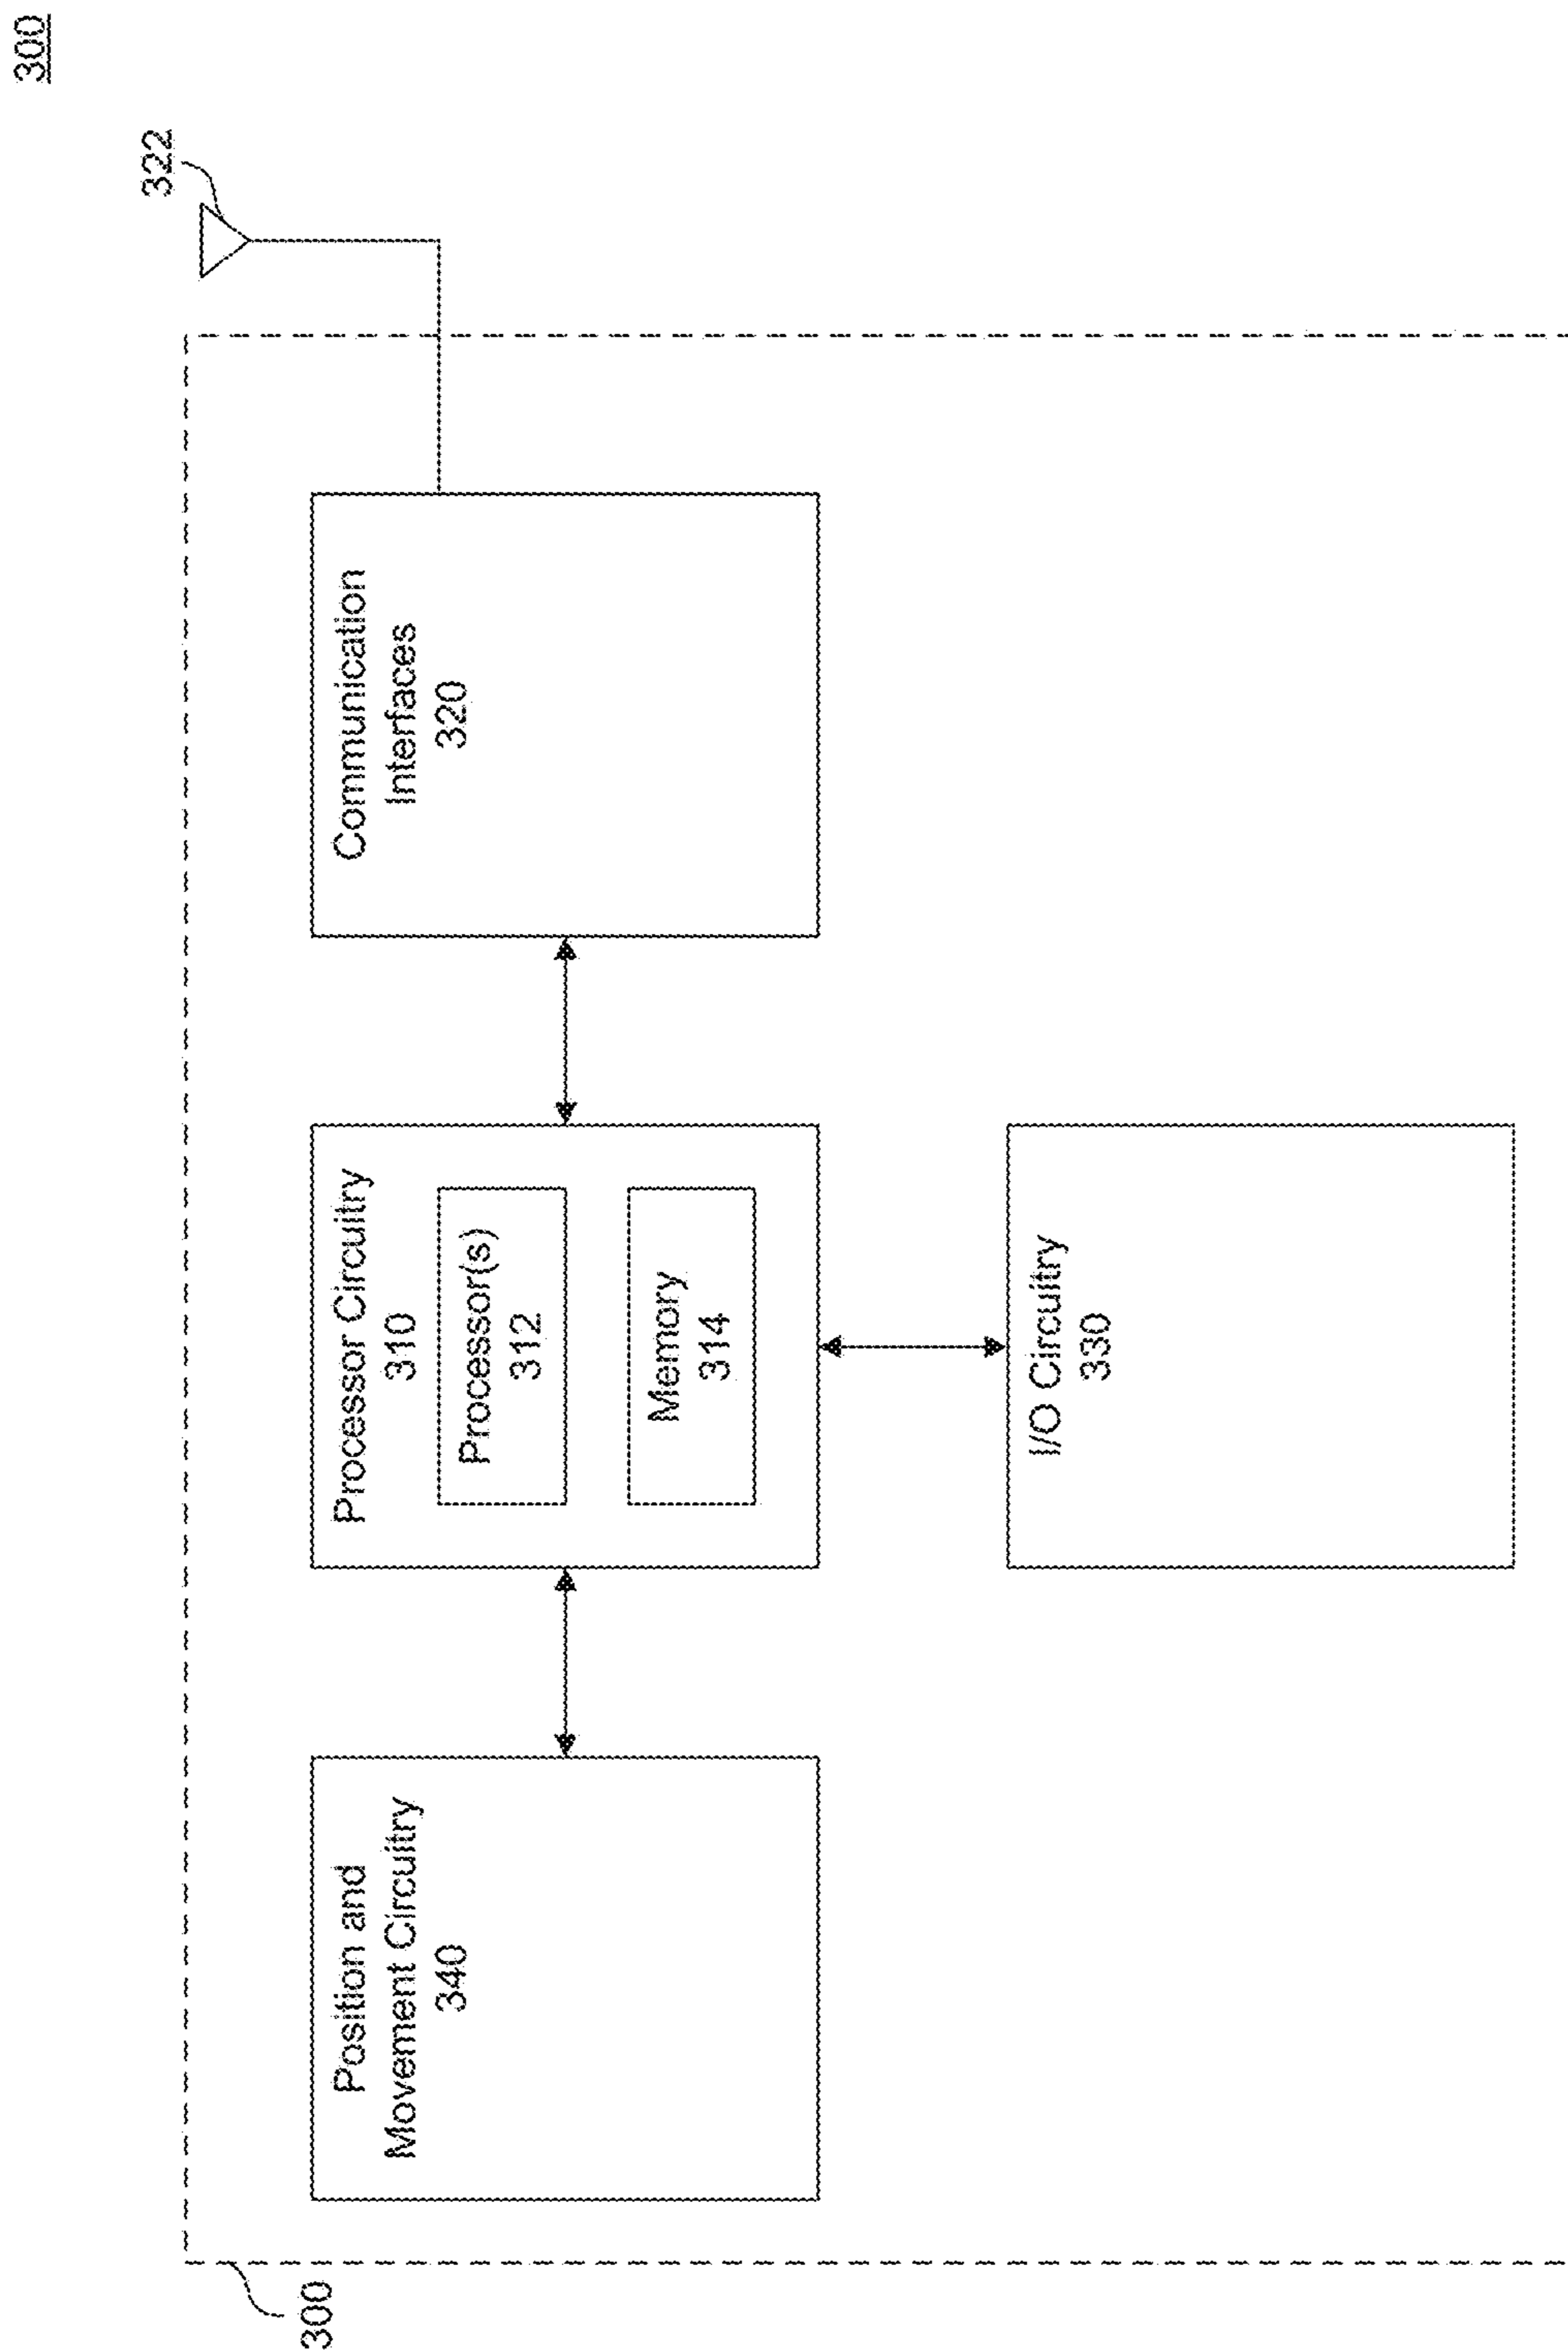 300
322
Position and
Movement Circuitry
340
Processor Circuitry
310
Processor(s)
312
Memory
314
Communication
Interfaces
320
I/O Circuitry
330
300